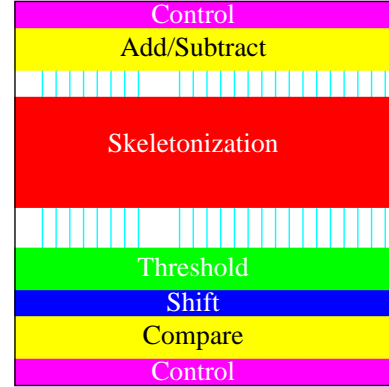 Control
Add/Subtract
Skeletonization
Threshold
Shift
Compare
Control